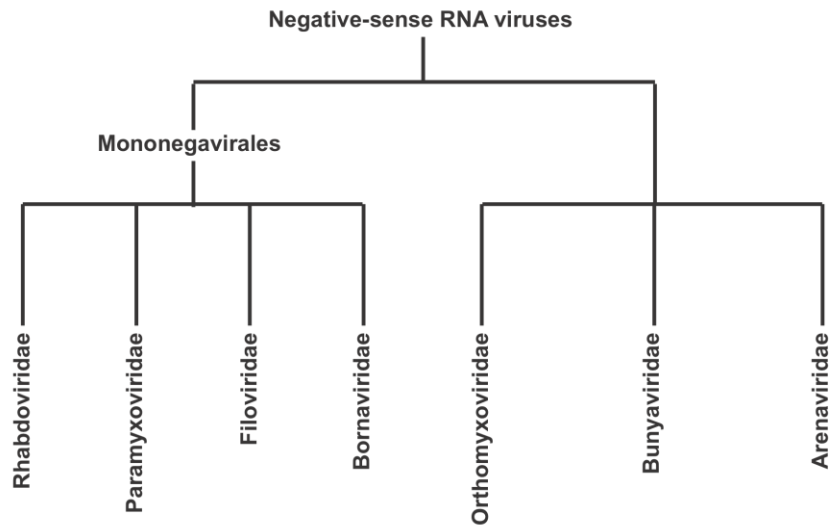 Negative-sense RNA viruses
Mononegavirales
Rhabdoviridae
Paramyxoviridae
Filoviridae
Bornaviridae
Orthomyxoviridae
Bunyaviridae
Arenaviridae